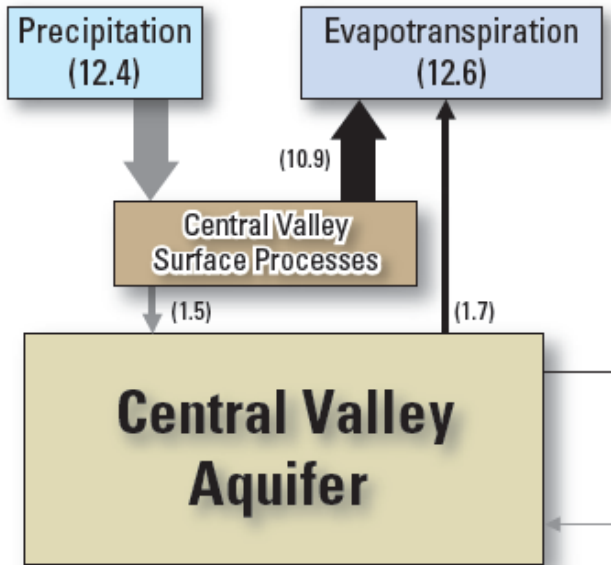 Precipitation
(12.4)
Evapotranspiration
(12.6)
(10.9)
Central Valley
Surface Processes
(1.5)
(1.7)
Central Valley
Aquifer